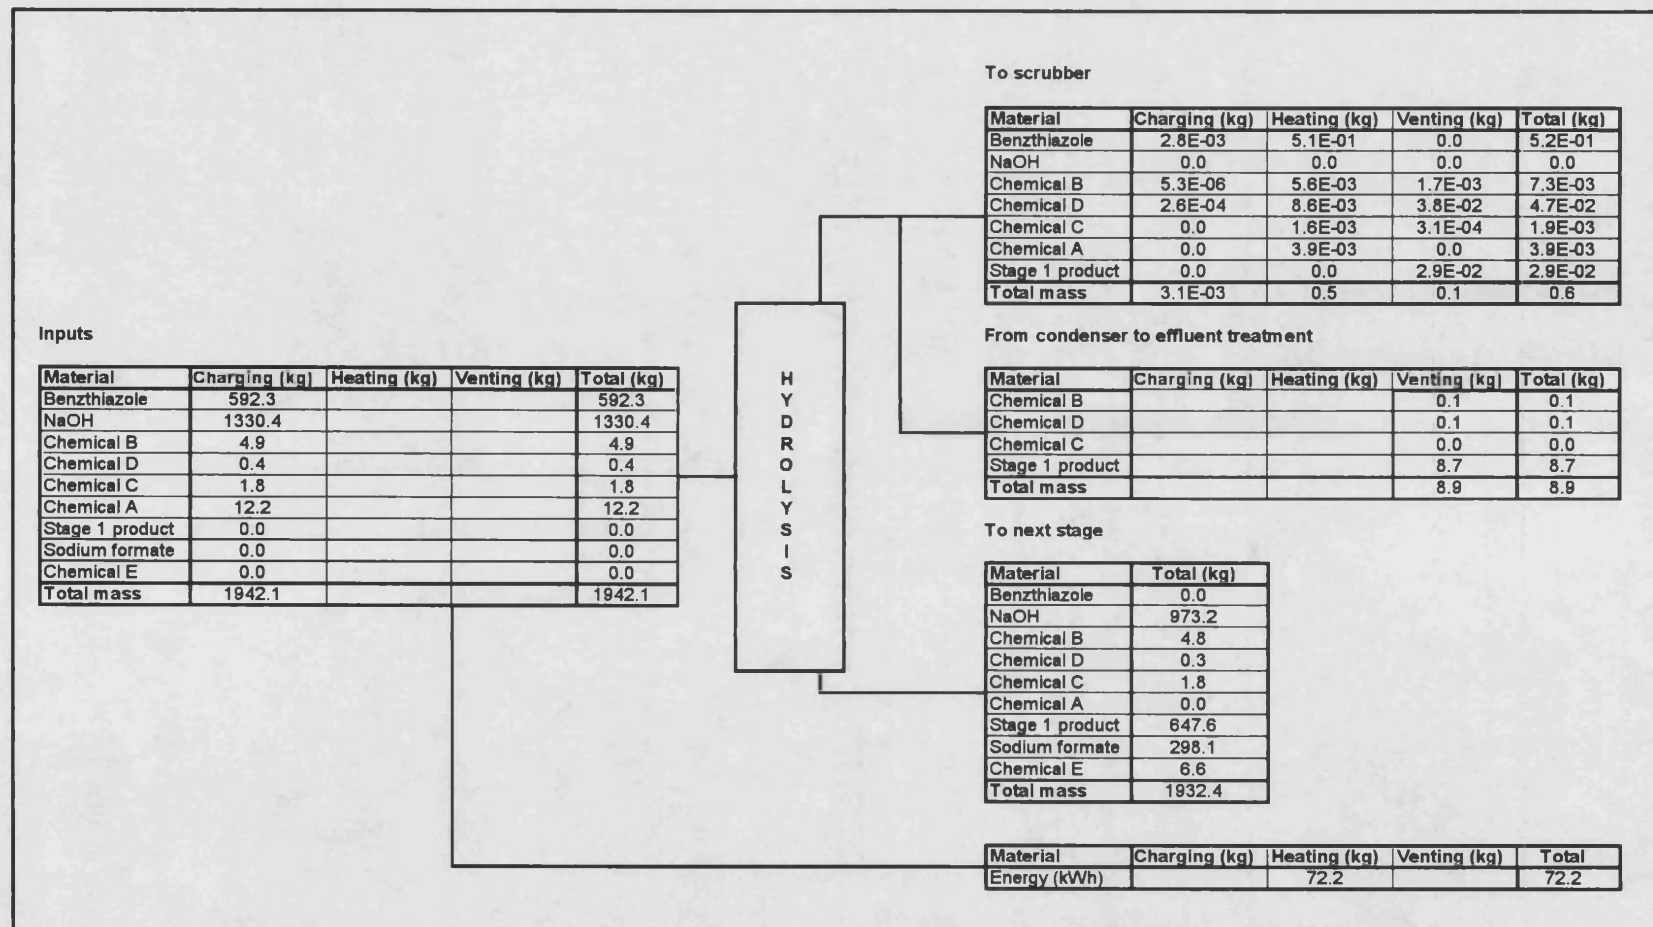 To scrubber
Material Charging (kg) Heating (kg) Venting (kg) Total (kg)
Benzthiazole 2.8E-03 5.1E-01 0.0 5.2E-01
NaOH 0.0 0.0 0.0 0.0
Chemical B 5.3E-06 5.6E-03 1.7E-03 7.3E-03
Chemical D 2.6E-04 8.6E-03 3.8E-02 4.7E-02
Chemical C 0.0 1.6E-03 3.1E-04 1.9E-03
Chemical A 0.0 3.9E-03 0.0 3.9E-03
Stage 1 product 0.0 0.0 2.9E-02 2.9E-02
Total mass 3.1E-03 0.5 0.1 0.6
Inputs
Material Charging (kg) Heating (kg) Venting (kg) Total (kg)
Benzthiazole 592.3 592.3
NaOH 1330.4 1330.4
Chemical B 4.9 4.9
Chemical D 0.4 0.4
Chemical C 1.8 1.8
Chemical A 12.2 12.2
Stage 1 product 0.0 0.0
Sodium formate 0.0 0.0
Chemical E 0.0 0.0
Total mass 1942.1 1942.1
H
Y
D
R
O
L
Y
S
I
S
From condenser to effluent treatment
Material Charging (kg) Heating (kg) Venting (kg) Total (kg)
Chemical B 0.1 0.1
Chemical D 0.1 0.1
Chemical C 0.0 0.0
Stage 1 product 8.7 8.7
Total mass 8.9 8.9
To next stage
Material Total (kg)
Benzthiazole 0.0
NaOH 973.2
Chemical B 4.8
Chemical D 0.3
Chemical C 1.8
Chemical A 0.0
Stage 1 product 647.6
Sodium formate 298.1
Chemical E 6.6
Total mass 1932.4
Material Charging (kg) Heating (kg) Venting (kg) Total
Energy (kWh) 72.2 72.2